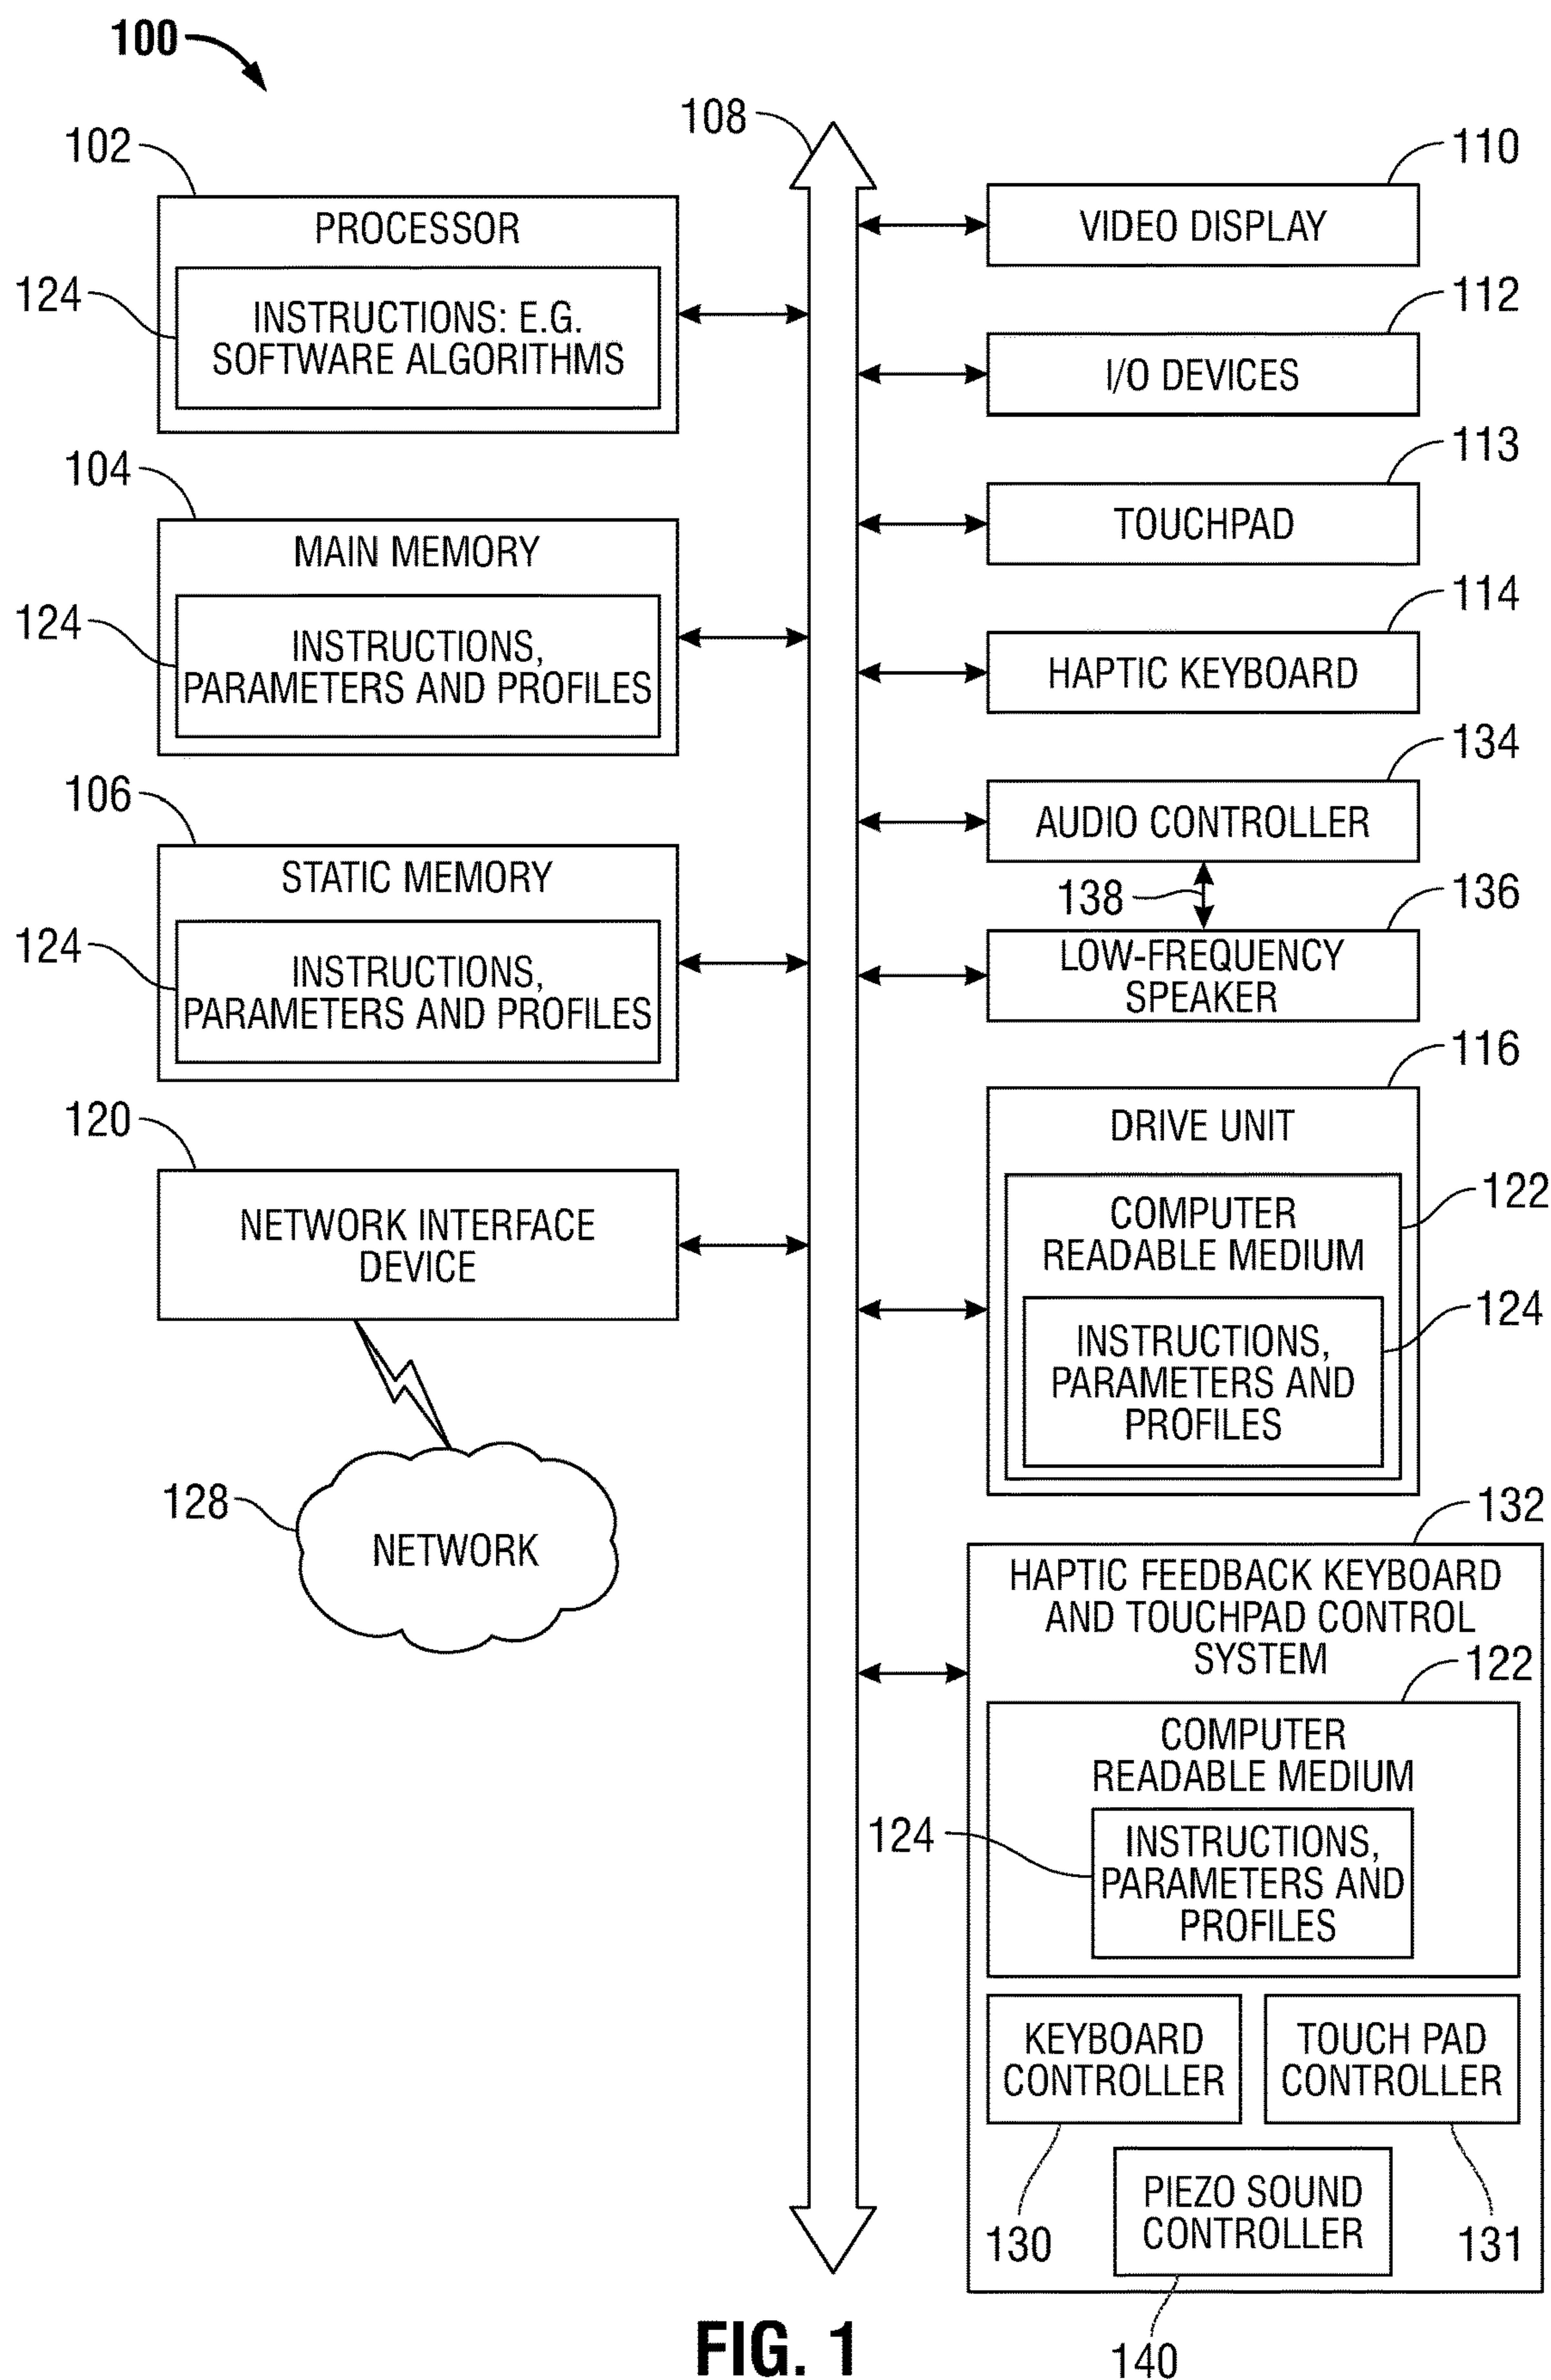 100
108
102
PROCESSOR
124
INSTRUCTIONS: E.G.
SOFTWARE ALGORITHMS
104
MAIN MEMORY
124
INSTRUCTIONS,
PARAMETERS AND PROFILES
106
STATIC MEMORY
124
INSTRUCTIONS,
PARAMETERS AND PROFILES
120
NETWORK INTERFACE
DEVICE
128
NETWORK
110
VIDEO DISPLAY
112
I/O DEVICES
113
TOUCHPAD
114
HAPTIC KEYBOARD
134
AUDIO CONTROLLER
138
136
LOW-FREQUENCY
SPEAKER
116
DRIVE UNIT
122
COMPUTER
READABLE MEDIUM
124
INSTRUCTIONS,
PARAMETERS AND
PROFILES
132
HAPTIC FEEDBACK KEYBOARD
AND TOUCHPAD CONTROL
SYSTEM
122
COMPUTER
READABLE MEDIUM
124
INSTRUCTIONS,
PARAMETERS AND
PROFILES
KEYBOARD
CONTROLLER
TOUCH PAD
CONTROLLER
130
PIEZO SOUND
CONTROLLER
131
140
FIG. 1